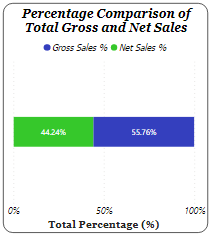 Percentage Comparison of
Total Gross and Net Sales
Gross Sales % Net Sales %
44.24% 55.76%
0% 50% 100%
Total Percentage (%)